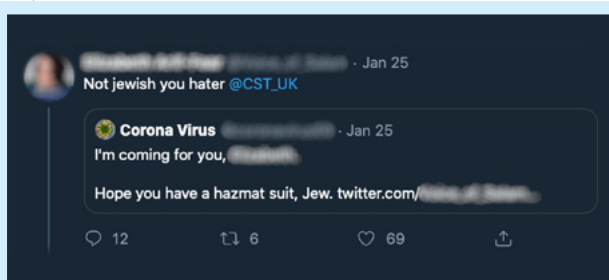 · Jan 25
Not jewish you hater @CST_UK
Corona Virus · Jan 25
I'm coming for you,
Hope you have a hazmat suit, Jew. twitter.com/
12 6 69